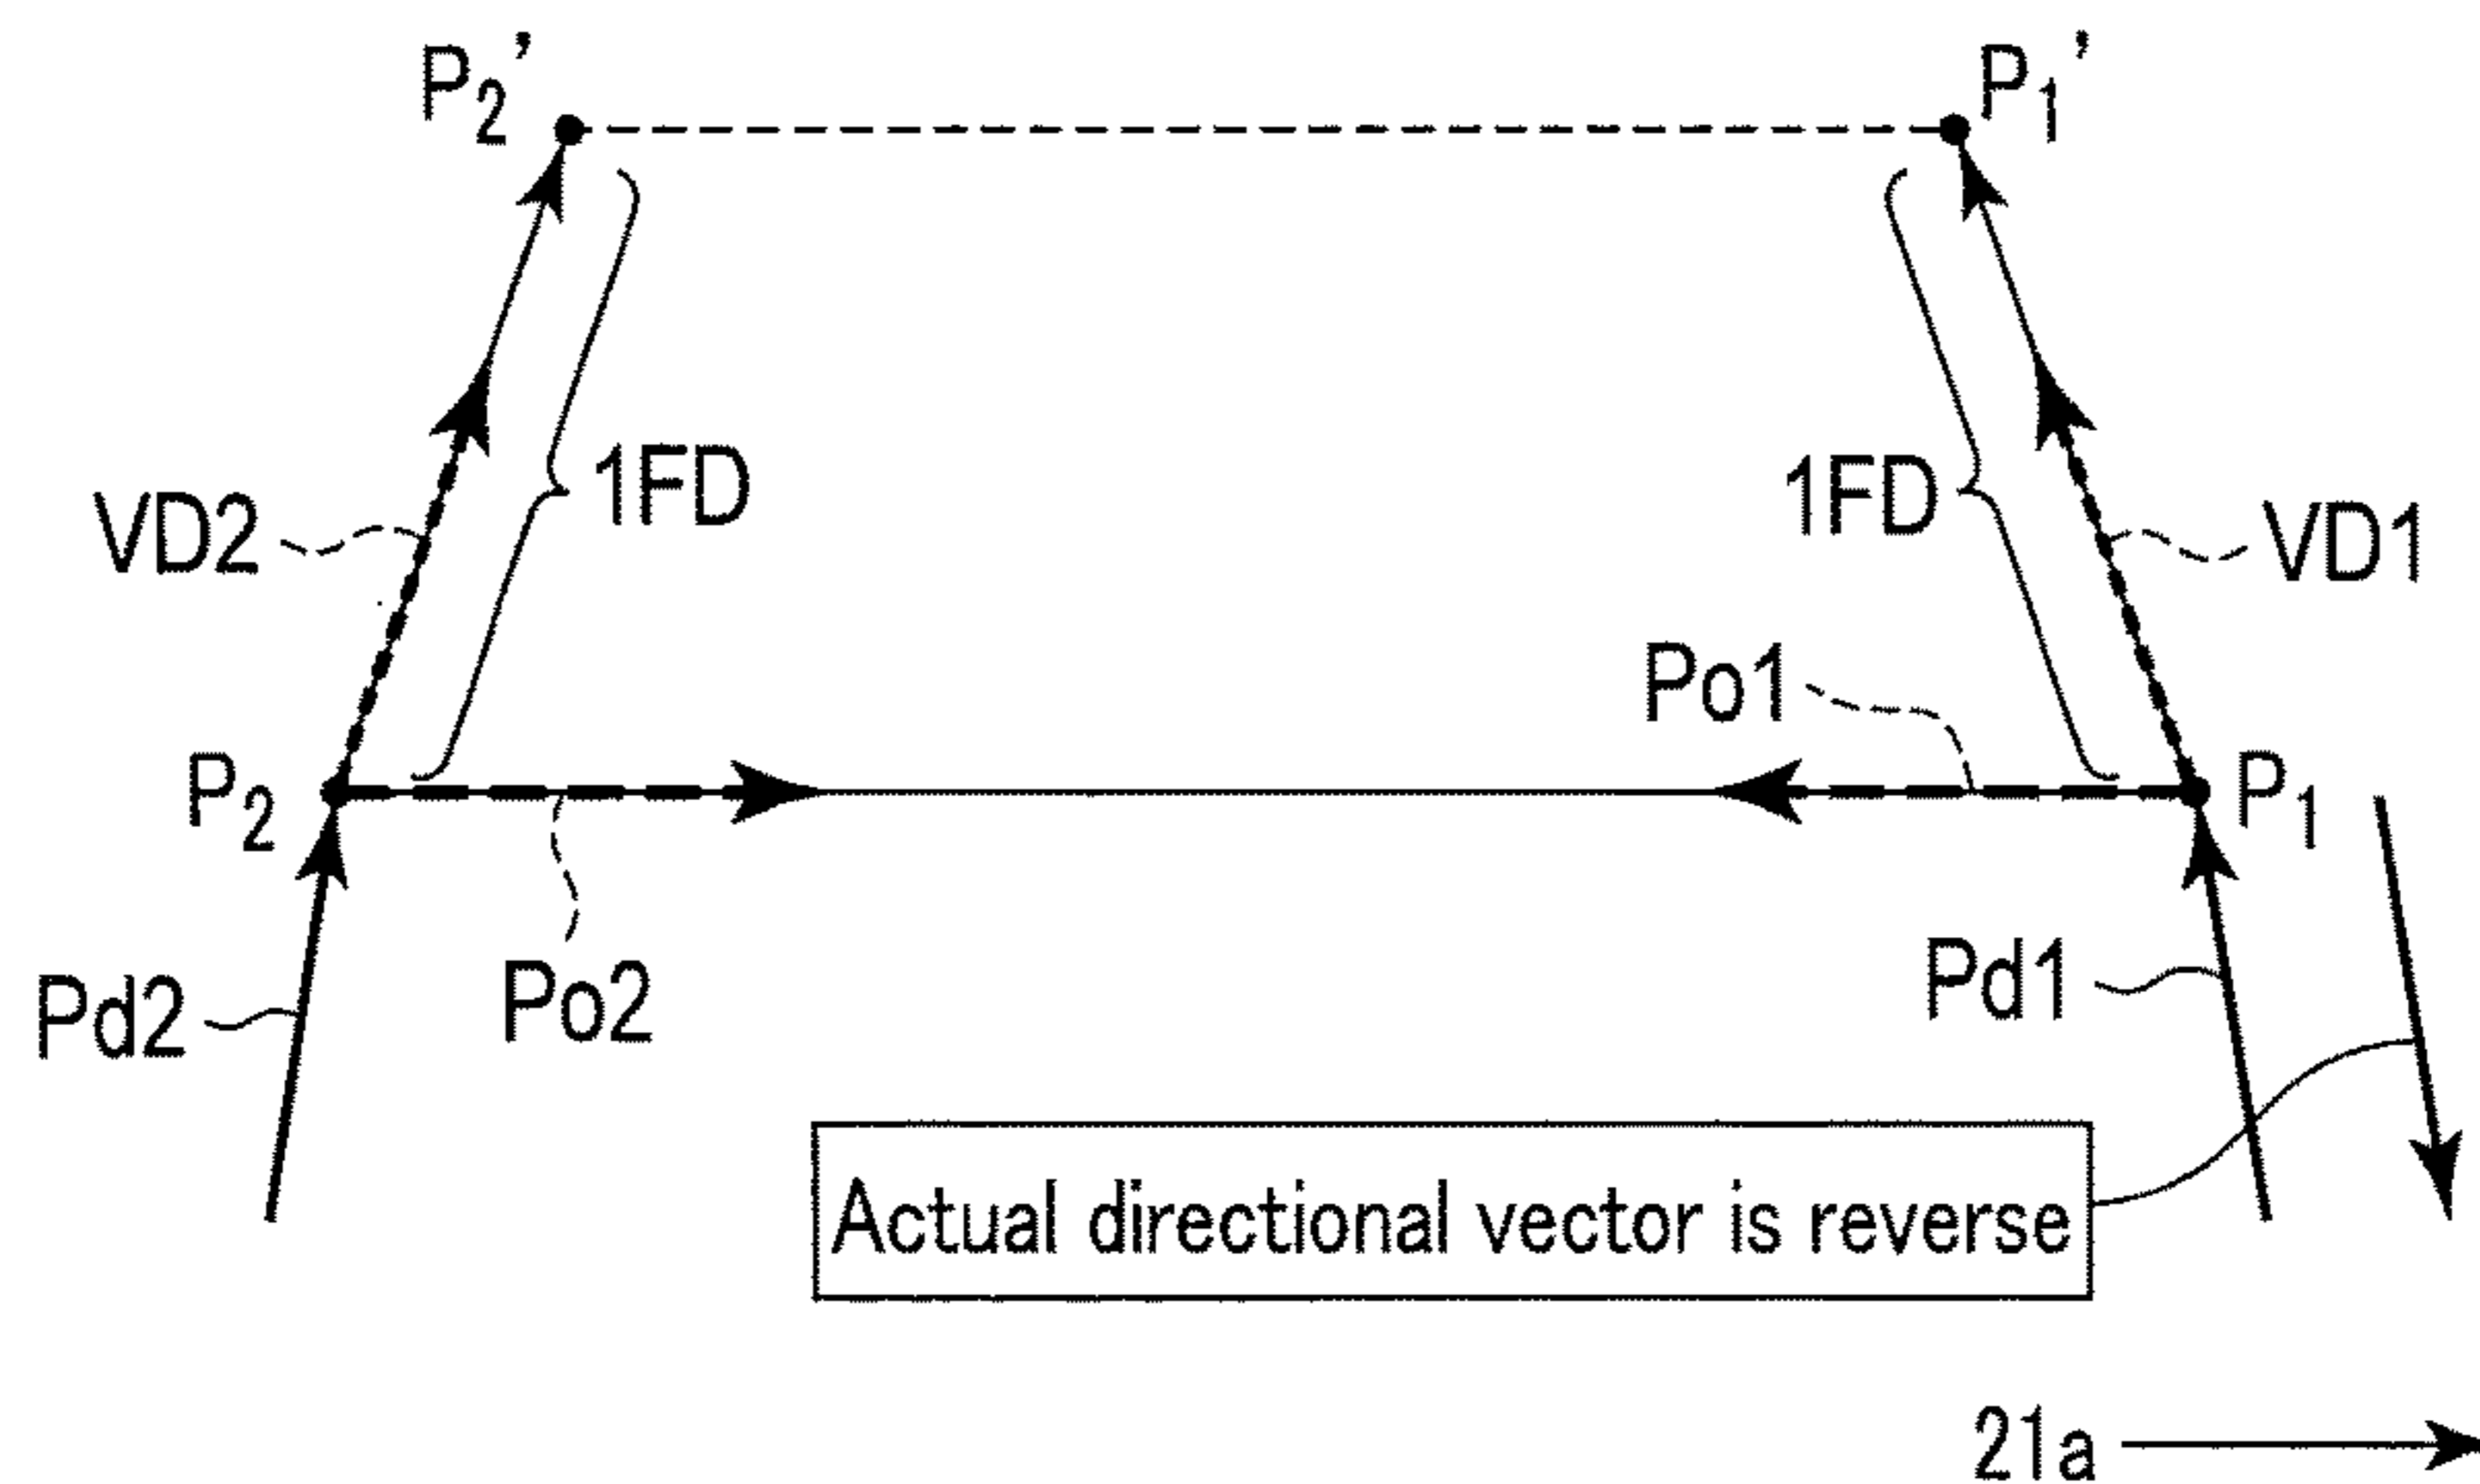 P2’
P1’
1FD
1FD
VD2
VD1
Po1
P2
P1
Pd2
Po2
Pd1
Actual directional vector is reverse
21a